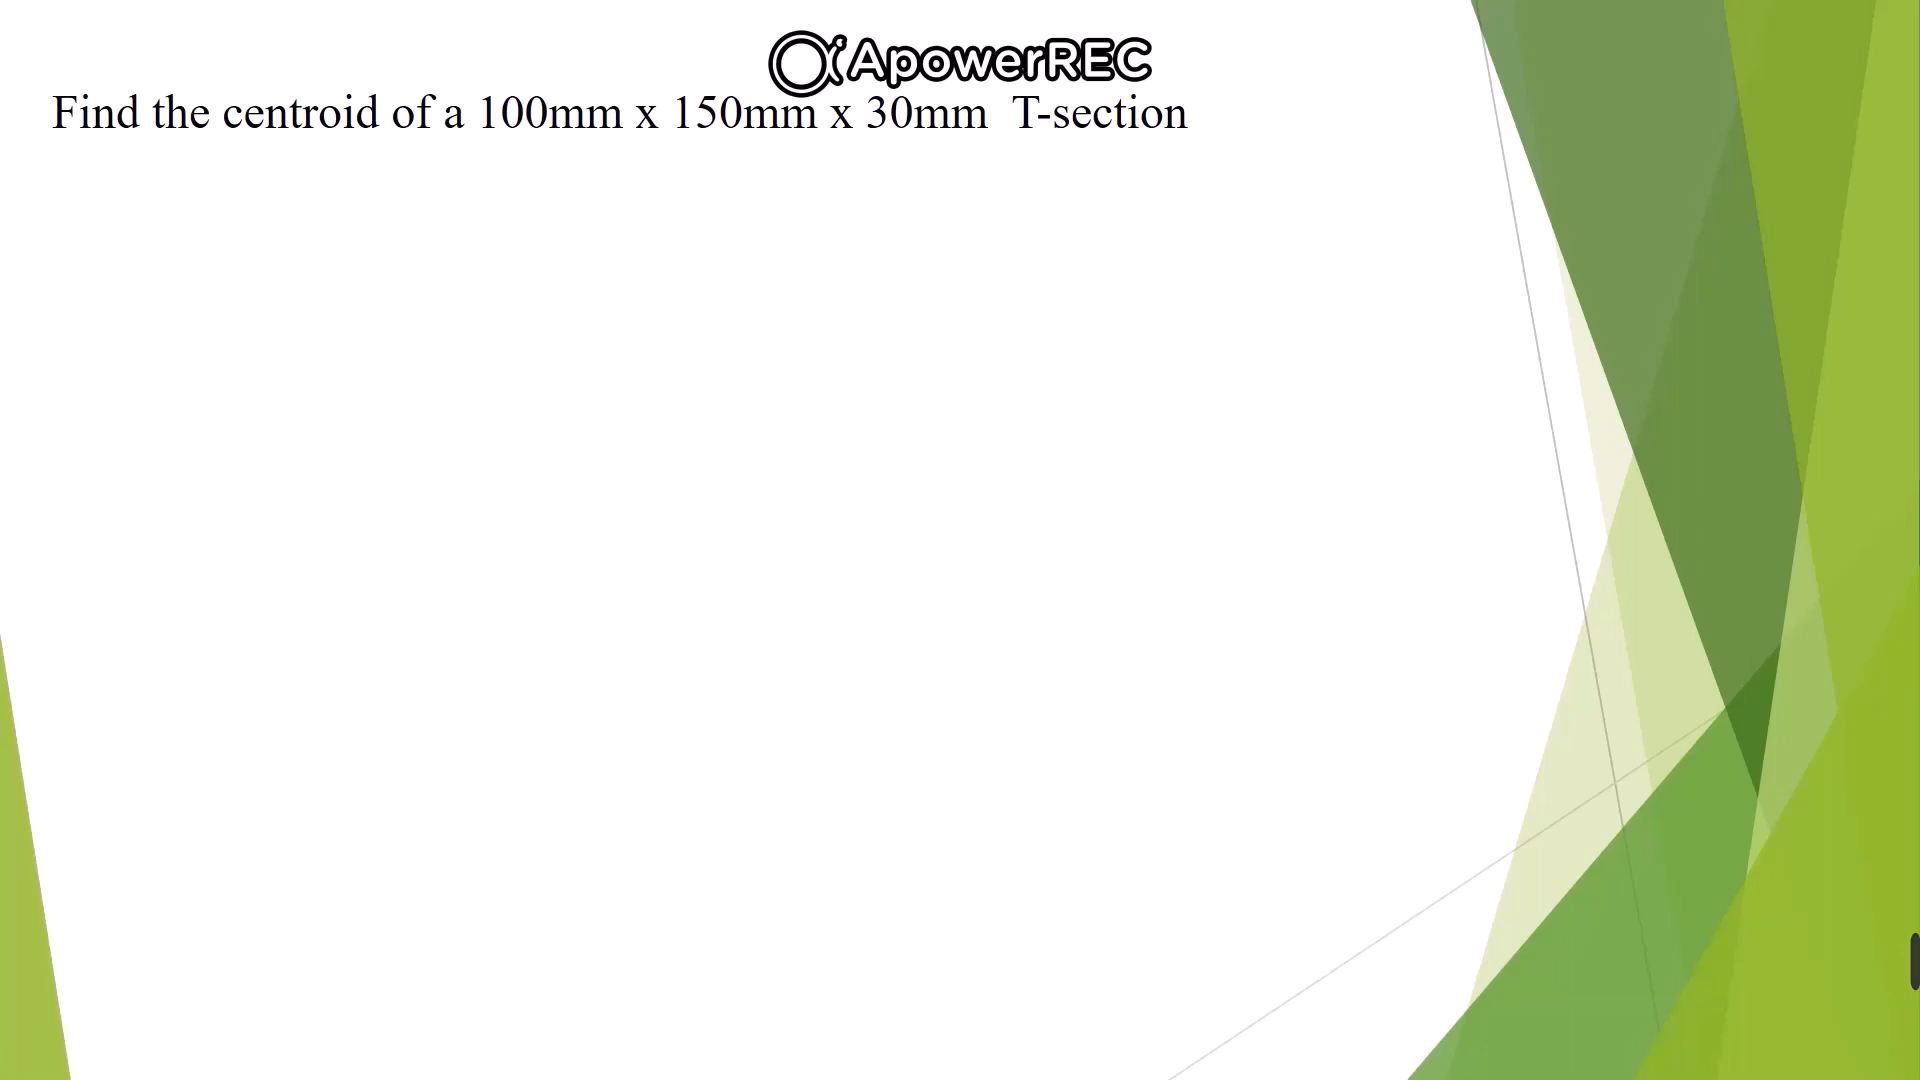 ApowerREC
Find the centroid of a 100mm x 150mm x 30mm T-section